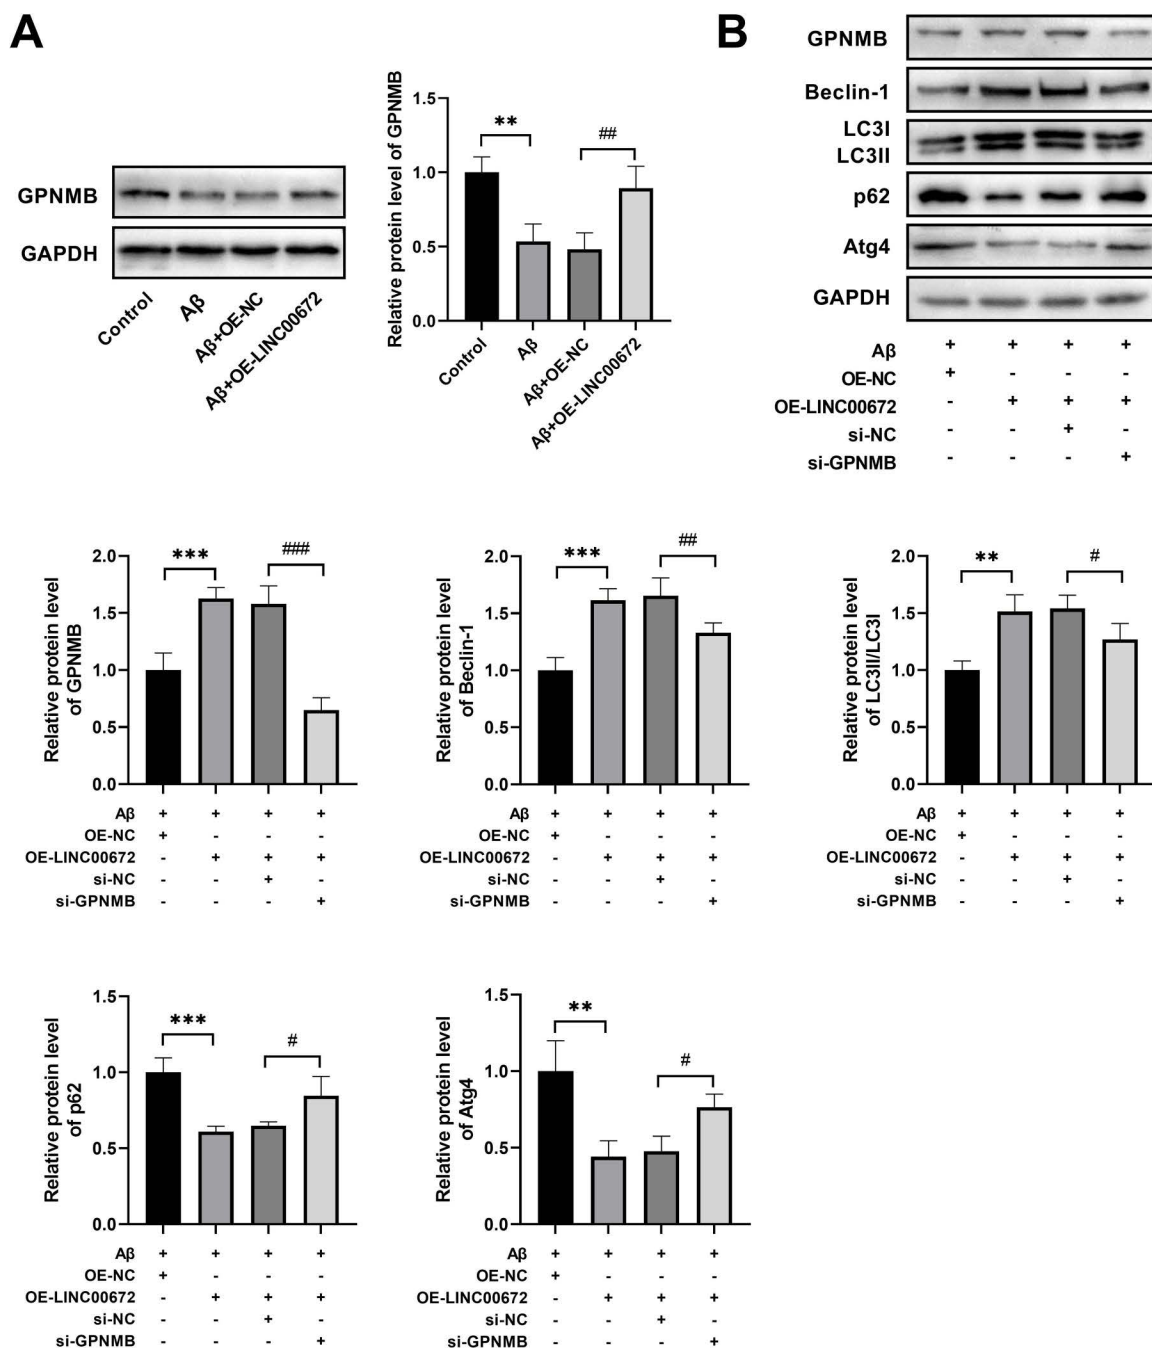 A
GPNMB
GAPDH
Control
Aβ
Aβ+OE-NC
Aβ+OE-LINC00672
Relative protein level of GPNMB
1.5
1.0
0.5
0.0
**
##
Control
Aβ
Aβ+OE-NC
Aβ+OE-LINC00672
B
GPNMB
Beclin-1
LC3I
LC3II
p62
Atg4
GAPDH
Aβ + + + +
OE-NC + - - -
OE-LINC00672 - + + +
si-NC - - + -
si-GPNMB - - - +
Relative protein level
of GPNMB
2.0
1.5
1.0
0.5
0.0
***
###
Aβ + + + +
OE-NC + - - -
OE-LINC00672 - + + +
si-NC - - + -
si-GPNMB - - - +
Relative protein level
of Beclin-1
2.0
1.5
1.0
0.5
0.0
***
##
Aβ + + + +
OE-NC + - - -
OE-LINC00672 - + + +
si-NC - - + -
si-GPNMB - - - +
Relative protein level
of LC3II/LC3I
2.0
1.5
1.0
0.5
0.0
**
#
Aβ + + + +
OE-NC + - - -
OE-LINC00672 - + + +
si-NC - - + -
si-GPNMB - - - +
Relative protein level
of p62
1.5
1.0
0.5
0.0
***
#
Aβ + + + +
OE-NC + - - -
OE-LINC00672 - + + +
si-NC - - + -
si-GPNMB - - - +
Relative protein level
of Atg4
1.5
1.0
0.5
0.0
**
#
Aβ + + + +
OE-NC + - - -
OE-LINC00672 - + + +
si-NC - - + -
si-GPNMB - - - +